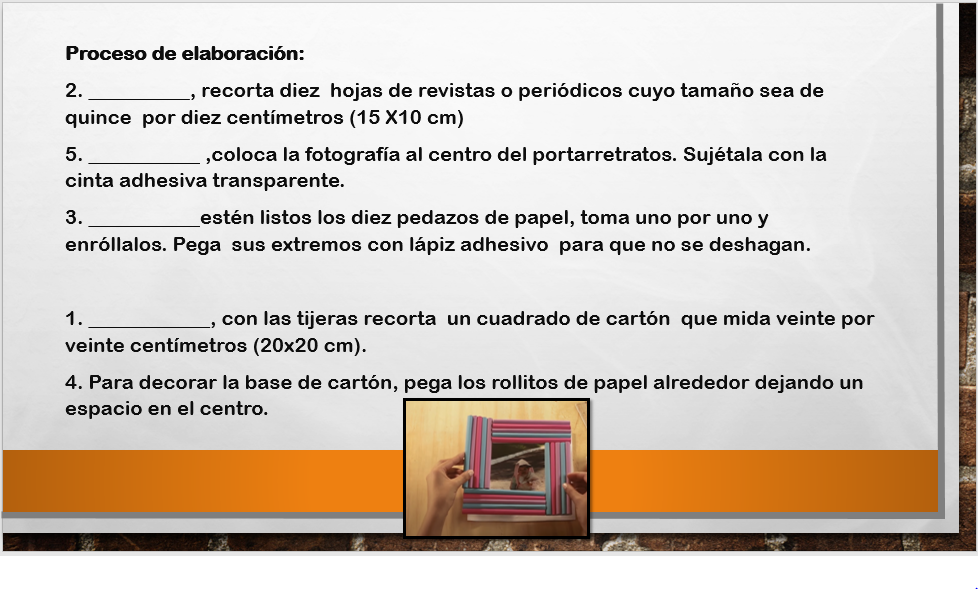 Proceso de elaboración:
2. __________, recorta diez hojas de revistas o periódicos cuyo tamaño sea de
quince por diez centímetros (15 X10 cm)
5. ___________ ,coloca la fotografía al centro del portarretratos. Sujétala con la
cinta adhesiva transparente.
3. ___________estén listos los diez pedazos de papel, toma uno por uno y
enróllalos. Pega sus extremos con lápiz adhesivo para que no se deshagan.
1. ____________, con las tijeras recorta un cuadrado de cartón que mida veinte por
veinte centímetros (20x20 cm).
4. Para decorar la base de cartón, pega los rollitos de papel alrededor dejando un
espacio en el centro.